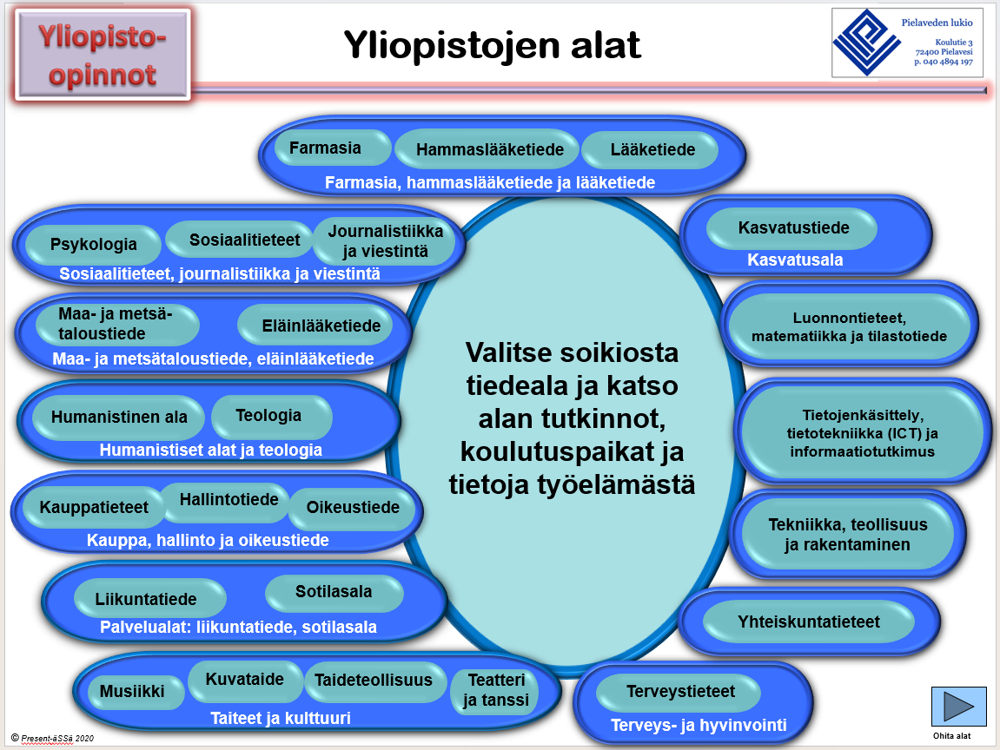 Yliopisto-
opinnot
Yliopistojen alat
Pielaveden lukio
Koulutie 3
72400 Pielavesi
p. 040 4894 197
Farmasia
Hammaslääketiede
Lääketiede
Farmasia, hammaslääketiede ja lääketiede
Psykologia
Sosiaalitieteet
Journalistiikka
ja viestintä
Sosiaalitieteet, journalistiikka ja viestintä
Kasvatustiede
Kasvatusala
Maa- ja metsä-
taloustiede
Eläinlääketiede
Maa- ja metsätaloustiede, eläinlääketiede
Luonnontieteet,
matematiikka ja tilastotiede
Valitse soikiosta
tiedeala ja katso
alan tutkinnot,
koulutuspaikat ja
tietoja työelämästä
Humanistinen ala
Teologia
Humanistiset alat ja teologia
Tietojenkäsittely,
tietotekniikka (ICT) ja
informaatiotutkimus
Kauppatieteet
Hallintotiede
Oikeustiede
Kauppa, hallinto ja oikeustiede
Tekniikka, teollisuus
ja rakentaminen
Liikuntatiede
Sotilasala
Palvelualat: liikuntatiede, sotilasala
Yhteiskuntatieteet
Musiikki
Kuvataide
Taideteollisuus
Teatteri
ja tanssi
Taiteet ja kulttuuri
Terveystieteet
Terveys- ja hyvinvointi
Ohita alat
© Present-äSSä 2020